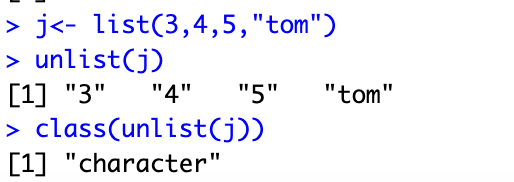 > j<- list(3,4,5,"tom")
> unlist(j)
[1] "3"   "4"   "5"   "tom"
> class(unlist(j))
[1] "character"